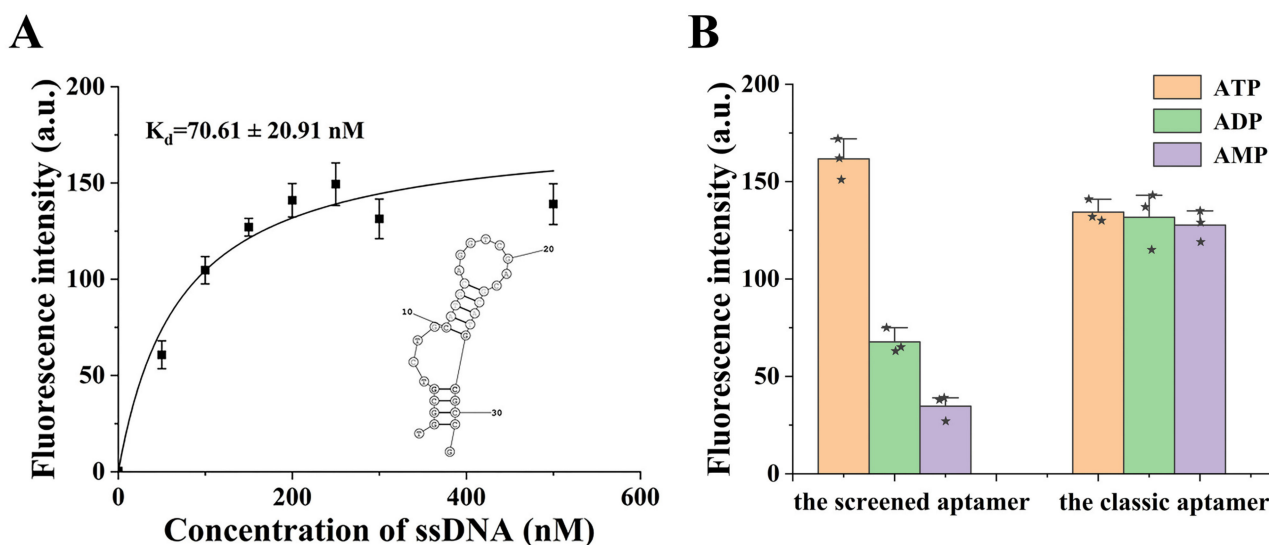 A
Fluorescence intensity (a.u.)
200
150
100
50
0
K_d=70.61 ± 20.91 nM
10
20
30
0
200
400
600
Concentration of ssDNA (nM)
B
Fluorescence intensity (a.u.)
200
150
100
50
0
ATP
ADP
AMP
the screened aptamer
the classic aptamer